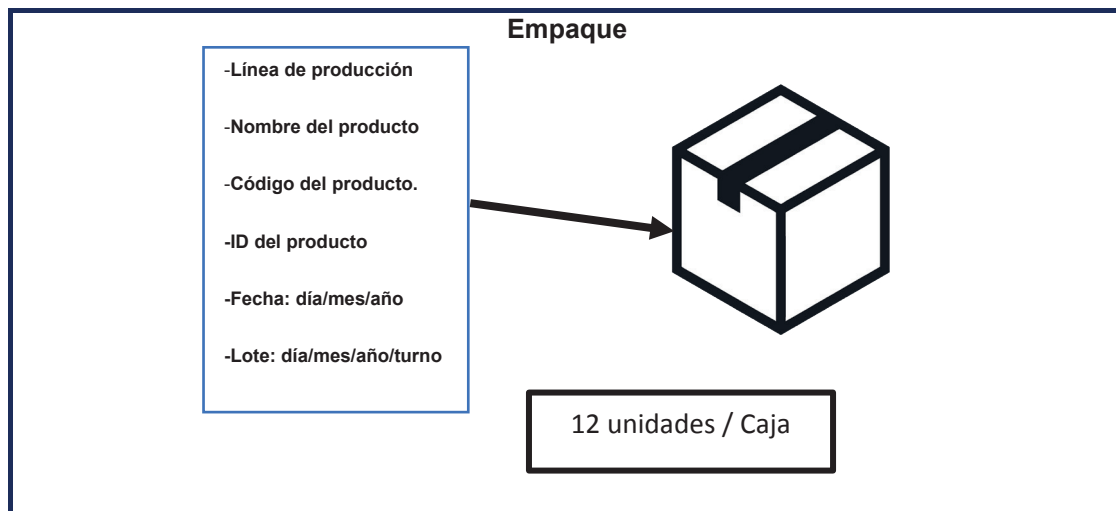 Empaque
-Línea de producción
-Nombre del producto
-Código del producto.
-ID del producto
-Fecha: día/mes/año
-Lote: día/mes/año/turno
12 unidades / Caja